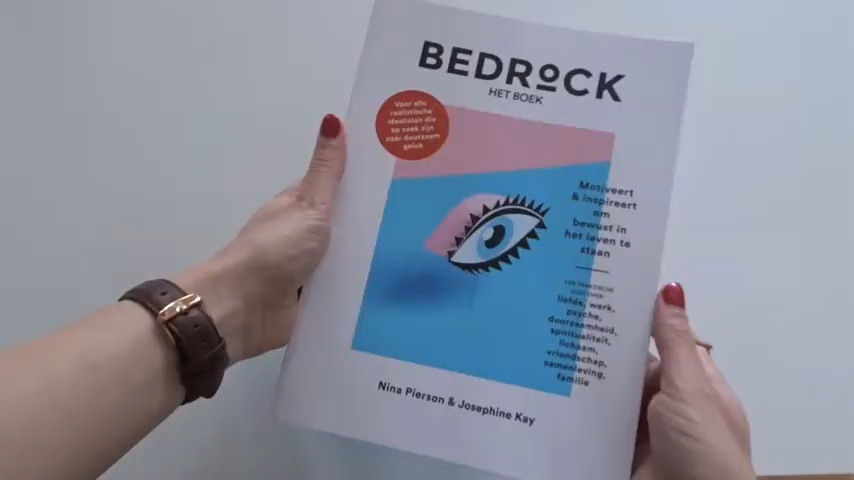 BEDROCK
HET BOEK
Voor alle
realistische
idealisten die
op zoek zijn
naar duurzaam
geluk
Motiveert
& inspireert
om
bewust in
het leven te
staan
liefde, werk,
psyche,
duurzaamheid,
spiritualiteit,
lichaam,
vriendschap,
samenleving,
familie
Nina Pierson & Josephine Kay